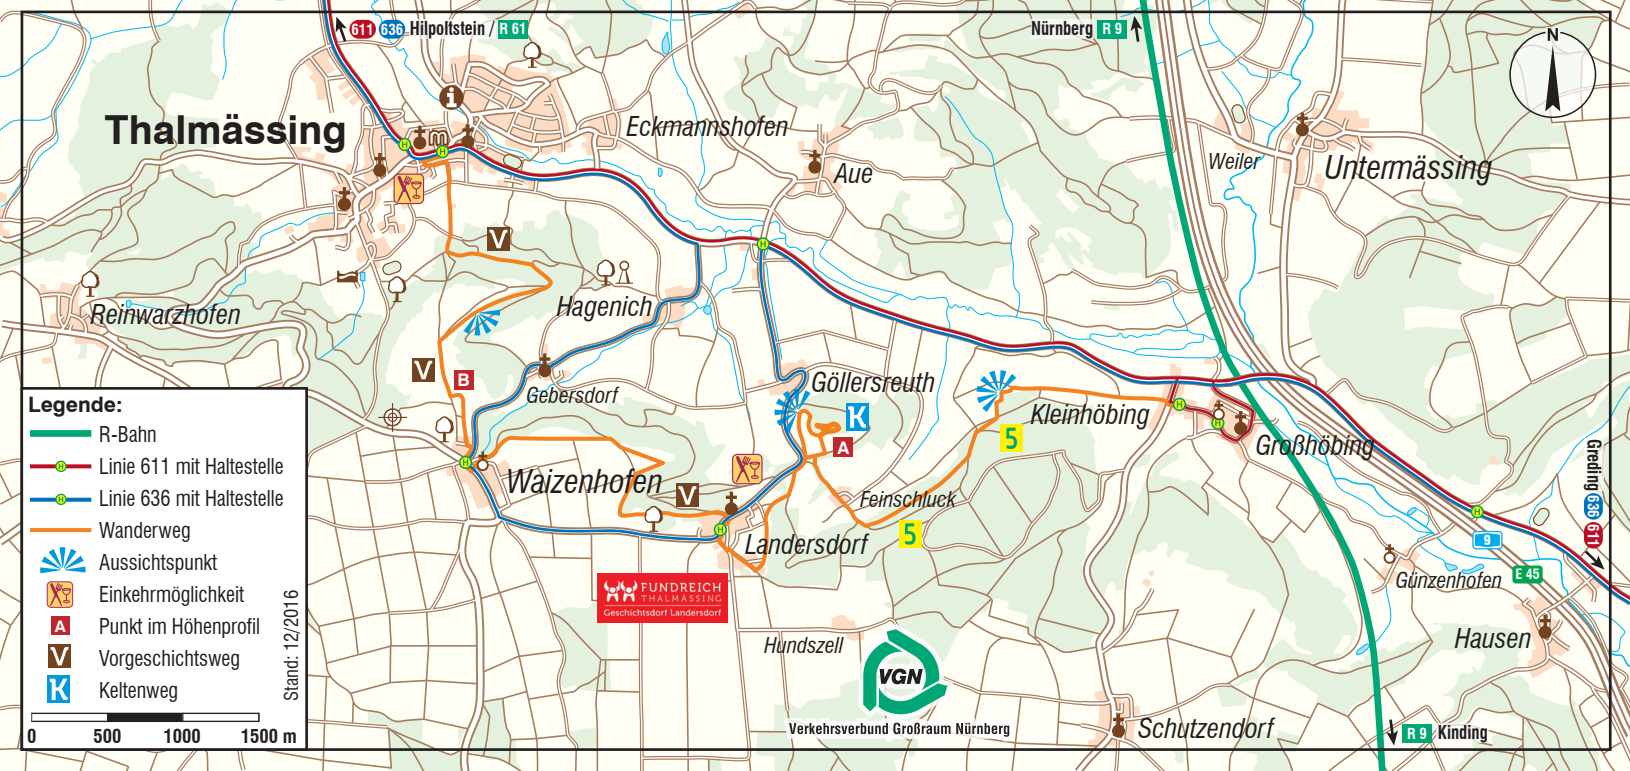 611 636 Hilpoltstein / R 61
Nürnberg R 9
N
i
Thalmässing
m
Eckmannshofen
Aue
Weiler
Untermässing
V
Reinwarzhofen
Hagenich
V
B
Gebersdorf
Göllersreuth
K
A
Kleinhöbing
5
Großhöbing
Waizenhofen
V
Feinschluck
5
Landersdorf
Greding 636 611
9
E 45
Günzenhofen
Hausen
FUNDREICH
THALMÄSSING
Geschichtsdorf Landersdorf
Hundszell
VGN
Verkehrsverbund Großraum Nürnberg
Schutzendorf
R 9 Kinding
Legende:
R-Bahn
H Linie 611 mit Haltestelle
H Linie 636 mit Haltestelle
Wanderweg
Aussichtspunkt
Einkehrmöglichkeit
A Punkt im Höhenprofil
V Vorgeschichtsweg
K Keltenweg
0 500 1000 1500 m
Stand: 12/2016
H
H
H
H
H
H
H
H